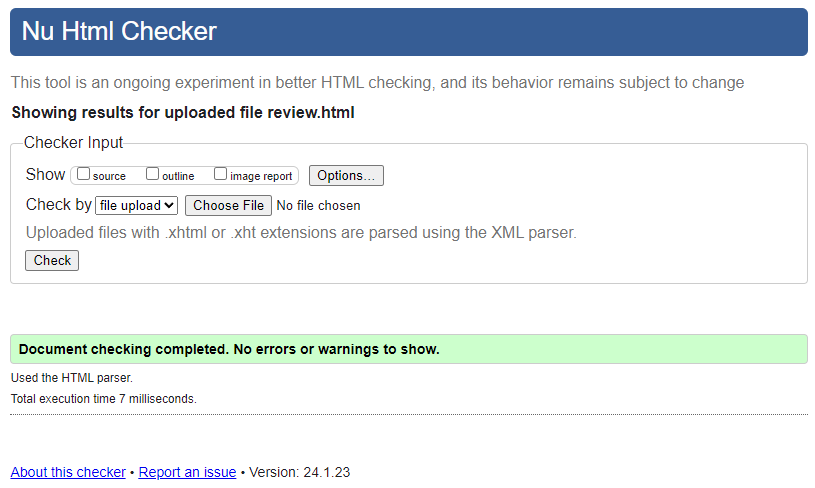 Nu Html Checker
This tool is an ongoing experiment in better HTML checking, and its behavior remains subject to change
Showing results for uploaded file review.html
Checker Input
Show source outline image report Options...
Check by file upload Choose File No file chosen
Uploaded files with .xhtml or .xht extensions are parsed using the XML parser.
Check
Document checking completed. No errors or warnings to show.
Used the HTML parser.
Total execution time 7 milliseconds.
About this checker • Report an issue • Version: 24.1.23